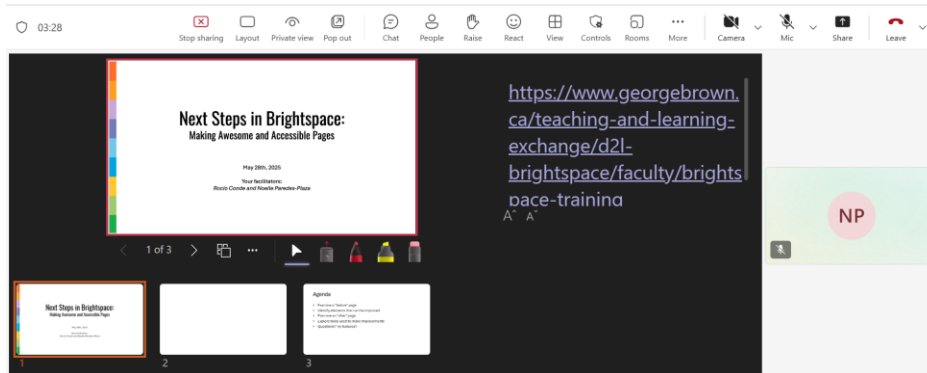 03:28
Stop sharing
Layout
Private view
Pop out
Chat
People
Raise
React
View
Controls
Rooms
More
Camera
Mic
Share
Leave
Next Steps in Brightspace:
Making Awesome and Accessible Pages
May 28th, 2025
Your facilitators:
Rocio Conde and Noelle Paredes-Plaza
1 of 3
https://www.georgebrown.
ca/teaching-and-learning-
exchange/d2l-
brightspace/faculty/brights
pace-training
A A
NP
Next Steps in Brightspace:
Making Awesome and Accessible Pages
1
2
Agenda
3